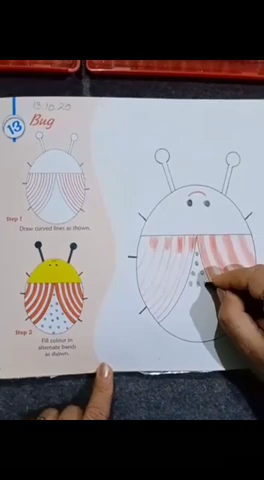 13.10.20
13
Bug
Step 1
Draw curved lines as shown.
Step 2
Fill colour in
alternate bands
as shown.